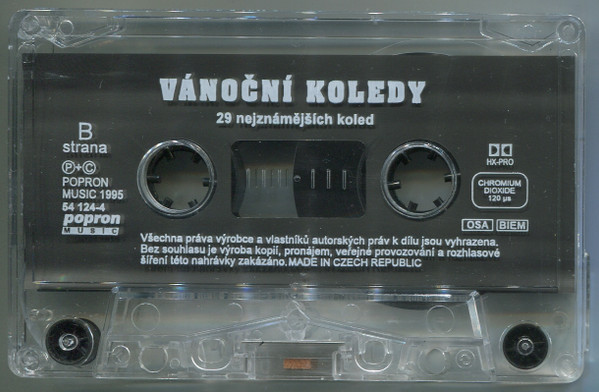 VÁNOČNÍ KOLEDY
29 nejznámějších koled
B
strana
Ⓟ+©
POPRON
MUSIC 1995
54 124-4
popron
MUSIC
HX-PRO
CHROMIUM
DIOXIDE
120 µs
OSA BIEM
Všechna práva výrobce a vlastníků autorských práv k dílu jsou vyhrazena.
Bez souhlasu je výroba kopií, pronájem, veřejné provozování a rozhlasové
šíření této nahrávky zakázáno.MADE IN CZECH REPUBLIC